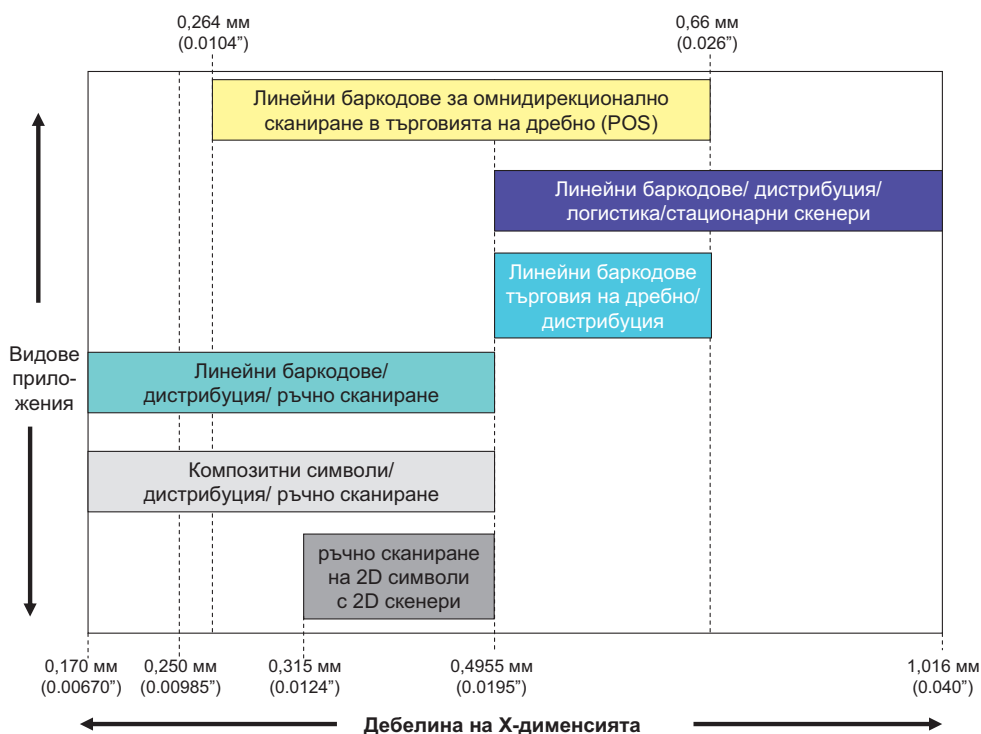 0,264 мм
(0.0104”)
0,66 мм
(0.026”)
Линейни баркодове за омнидирекционално
сканиране в търговията на дребно (POS)
Линейни баркодове/ дистрибуция/
логистика/стационарни скенери
Линейни баркодове
търговия на дребно/
дистрибуция
Видове
прило-
жения
Линейни баркодове/
дистрибуция/ ръчно сканиране
Композитни символи/
дистрибуция/ ръчно сканиране
ръчно сканиране
на 2D символи
с 2D скенери
0,170 мм
(0.00670”)
0,250 мм
(0.00985”)
0,315 мм
(0.0124”)
0,4955 мм
(0.0195”)
1,016 мм
(0.040”)
Дебелина на X-дименсията